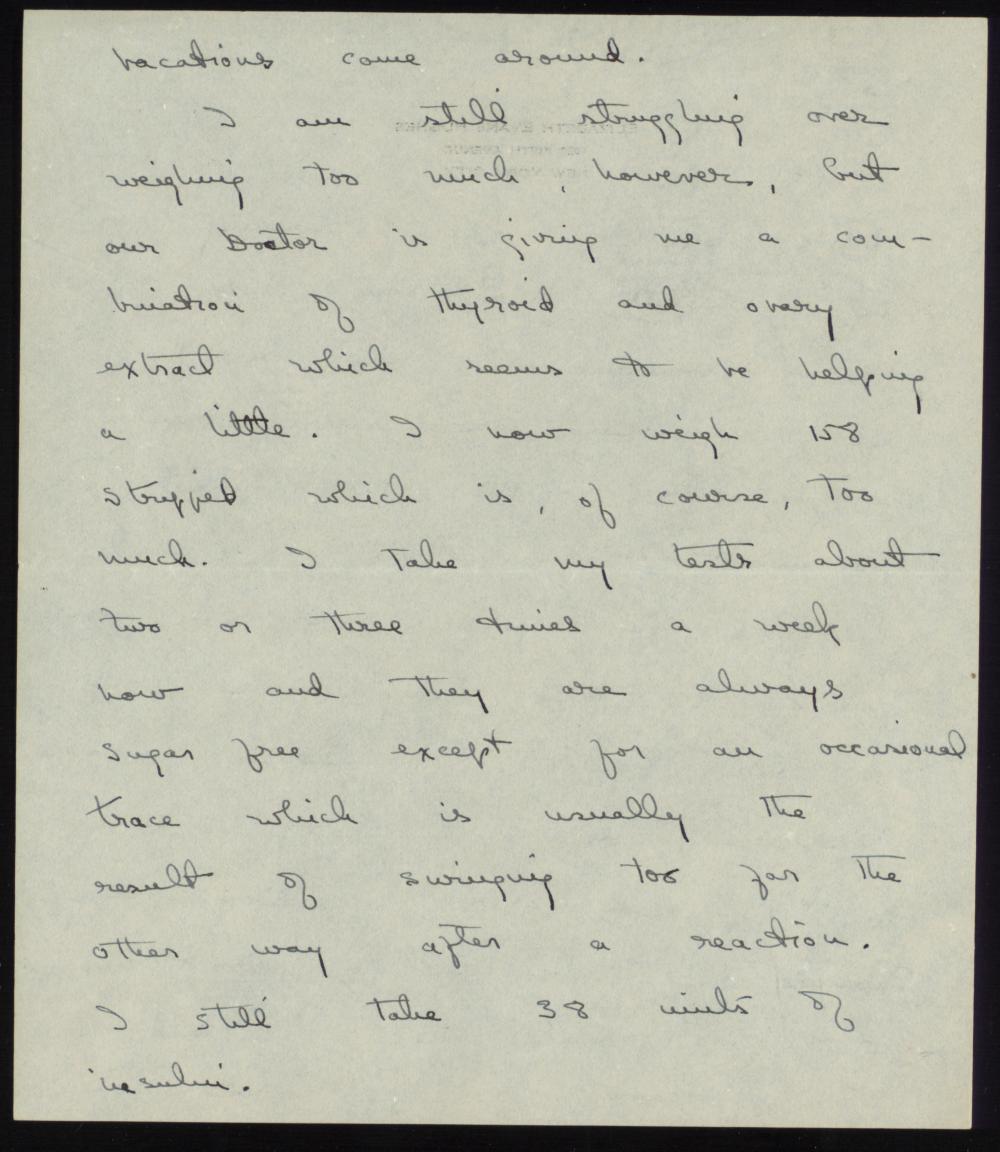 vacations come around.
I am still struggling over
weighing too much, however, but
our Doctor is giving me a com-
bination of thyroid and ovary
extract which seems to be helping
a little. I now weigh 158
stripped which is, of course, too
much. I take my tests about
two or three times a week
now and they are always
sugar free except for an occasional
trace which is usually the
result of swinging too far the
other way after a reaction.
I still take 38 units of
insulin.